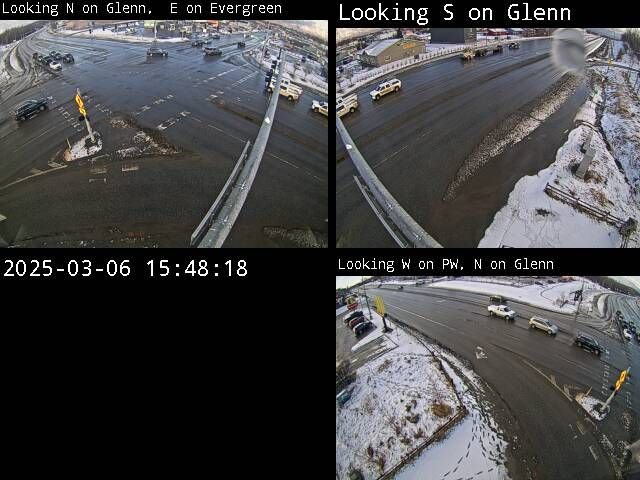 Looking N on Glenn,  E on Evergreen
Looking S on Glenn
2025-03-06 15:48:18
Looking W on PW, N on Glenn